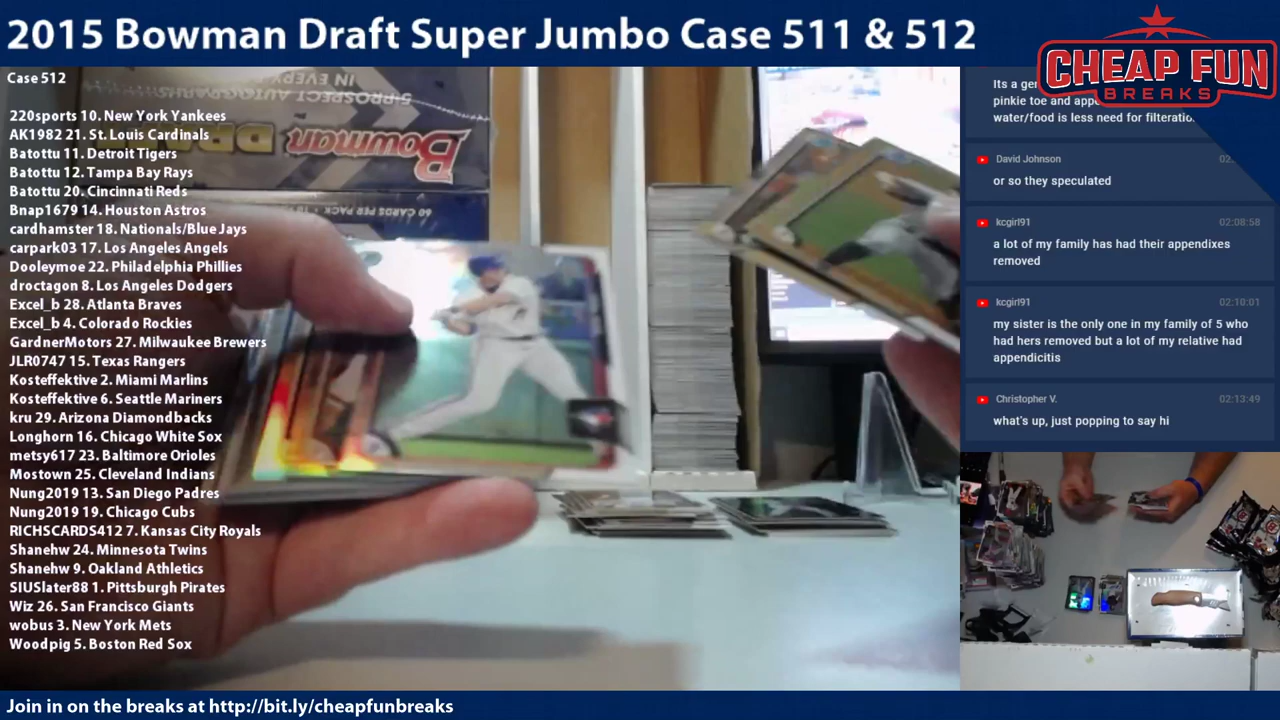 2015 Bowman Draft Super Jumbo Case 511 & 512
CHEAP FUN
BREAKS
Case 512
220sports 10. New York Yankees
AK1982 21. St. Louis Cardinals
Batottu 11. Detroit Tigers
Batottu 12. Tampa Bay Rays
Batottu 20. Cincinnati Reds
Bnap1679 14. Houston Astros
cardhamster 18. Nationals/Blue Jays
carpark03 17. Los Angeles Angels
Dooleymoe 22. Philadelphia Phillies
droctagon 8. Los Angeles Dodgers
Excel_b 28. Atlanta Braves
Excel_b 4. Colorado Rockies
GardnerMotors 27. Milwaukee Brewers
JLR0747 15. Texas Rangers
Kosteffektive 2. Miami Marlins
Kosteffektive 6. Seattle Mariners
kru 29. Arizona Diamondbacks
Longhorn 16. Chicago White Sox
metsy617 23. Baltimore Orioles
Mostown 25. Cleveland Indians
Nung2019 13. San Diego Padres
Nung2019 19. Chicago Cubs
RICHSCARDS412 7. Kansas City Royals
Shanehw 24. Minnesota Twins
Shanehw 9. Oakland Athletics
SIUSlater88 1. Pittsburgh Pirates
Wiz 26. San Francisco Giants
wobus 3. New York Mets
Woodpig 5. Boston Red Sox
IN EVERY
5-PROSPECT AUTOGRAPHS
Bowman
DRAFT
60 CARDS PER PACK
Its a
pinkie toe and
water/food is less need for
David Johnson
or so they speculated
kcgirl91 02:08:58
a lot of my family has had their appendixes
removed
kcgirl91 02:10:01
my sister is the only one in my family of 5 who
had hers removed but a lot of my relative had
appendicitis
Christopher V. 02:13:49
what's up, just popping to say hi
Join in on the breaks at http://bit.ly/cheapfunbreaks